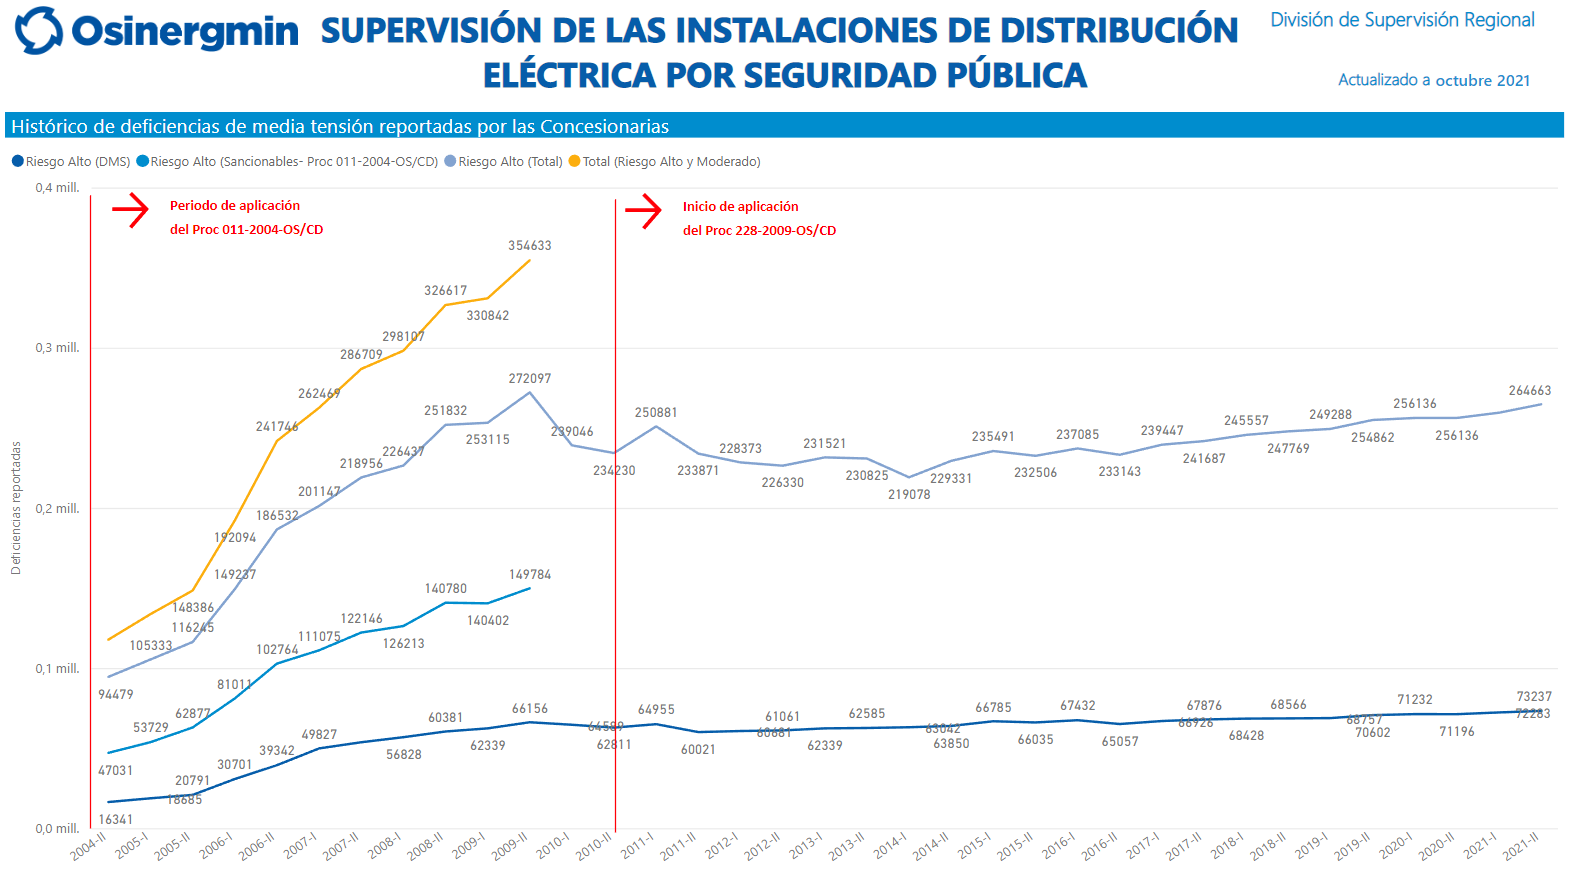 Osinergmin
SUPERVISIÓN DE LAS INSTALACIONES DE DISTRIBUCIÓN
ELÉCTRICA POR SEGURIDAD PÚBLICA
División de Supervisión Regional
Actualizado a octubre 2021
Histórico de deficiencias de media tensión reportadas por las Concesionarias
Riesgo Alto (DMS) Riesgo Alto (Sancionables- Proc 011-2004-OS/CD) Riesgo Alto (Total) Total (Riesgo Alto y Moderado)
0,4 mill.
0,3 mill.
0,2 mill.
0,1 mill.
0,0 mill.
Deficiencias reportadas
Periodo de aplicación
del Proc 011-2004-OS/CD
Inicio de aplicación
del Proc 228-2009-OS/CD
148386
192094
241746
262469
286709
298107
326617
330842
354633
94479
105333
116245
149237
186532
201147
218956
226437
251832
253115
272097
239046
234230
250881
233871
228373
226330
231521
230825
219078
229331
235491
232506
237085
233143
239447
241687
245557
247769
249288
254862
256136
256136
264663
47031
53729
62877
81011
102764
111075
122146
126213
140780
140402
149784
16341
18685
20791
30701
39342
49827
56828
60381
62339
66156
64589
62811
64955
60021
60681
61061
62339
62585
63042
63850
66785
66035
67432
65057
66926
67876
68428
68566
68757
70602
71232
71196
72283
73237
2004-II
2005-I
2005-II
2006-I
2006-II
2007-I
2007-II
2008-I
2008-II
2009-I
2009-II
2010-I
2010-II
2011-I
2011-II
2012-I
2012-II
2013-I
2013-II
2014-I
2014-II
2015-I
2015-II
2016-I
2016-II
2017-I
2017-II
2018-I
2018-II
2019-I
2019-II
2020-I
2020-II
2021-I
2021-II